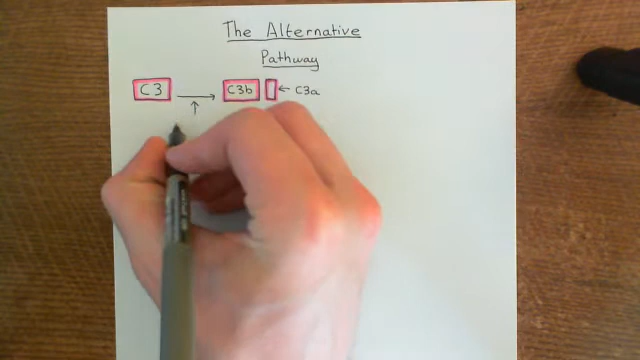 The Alternative
Pathway
C3 → C3b ← C3a
↑